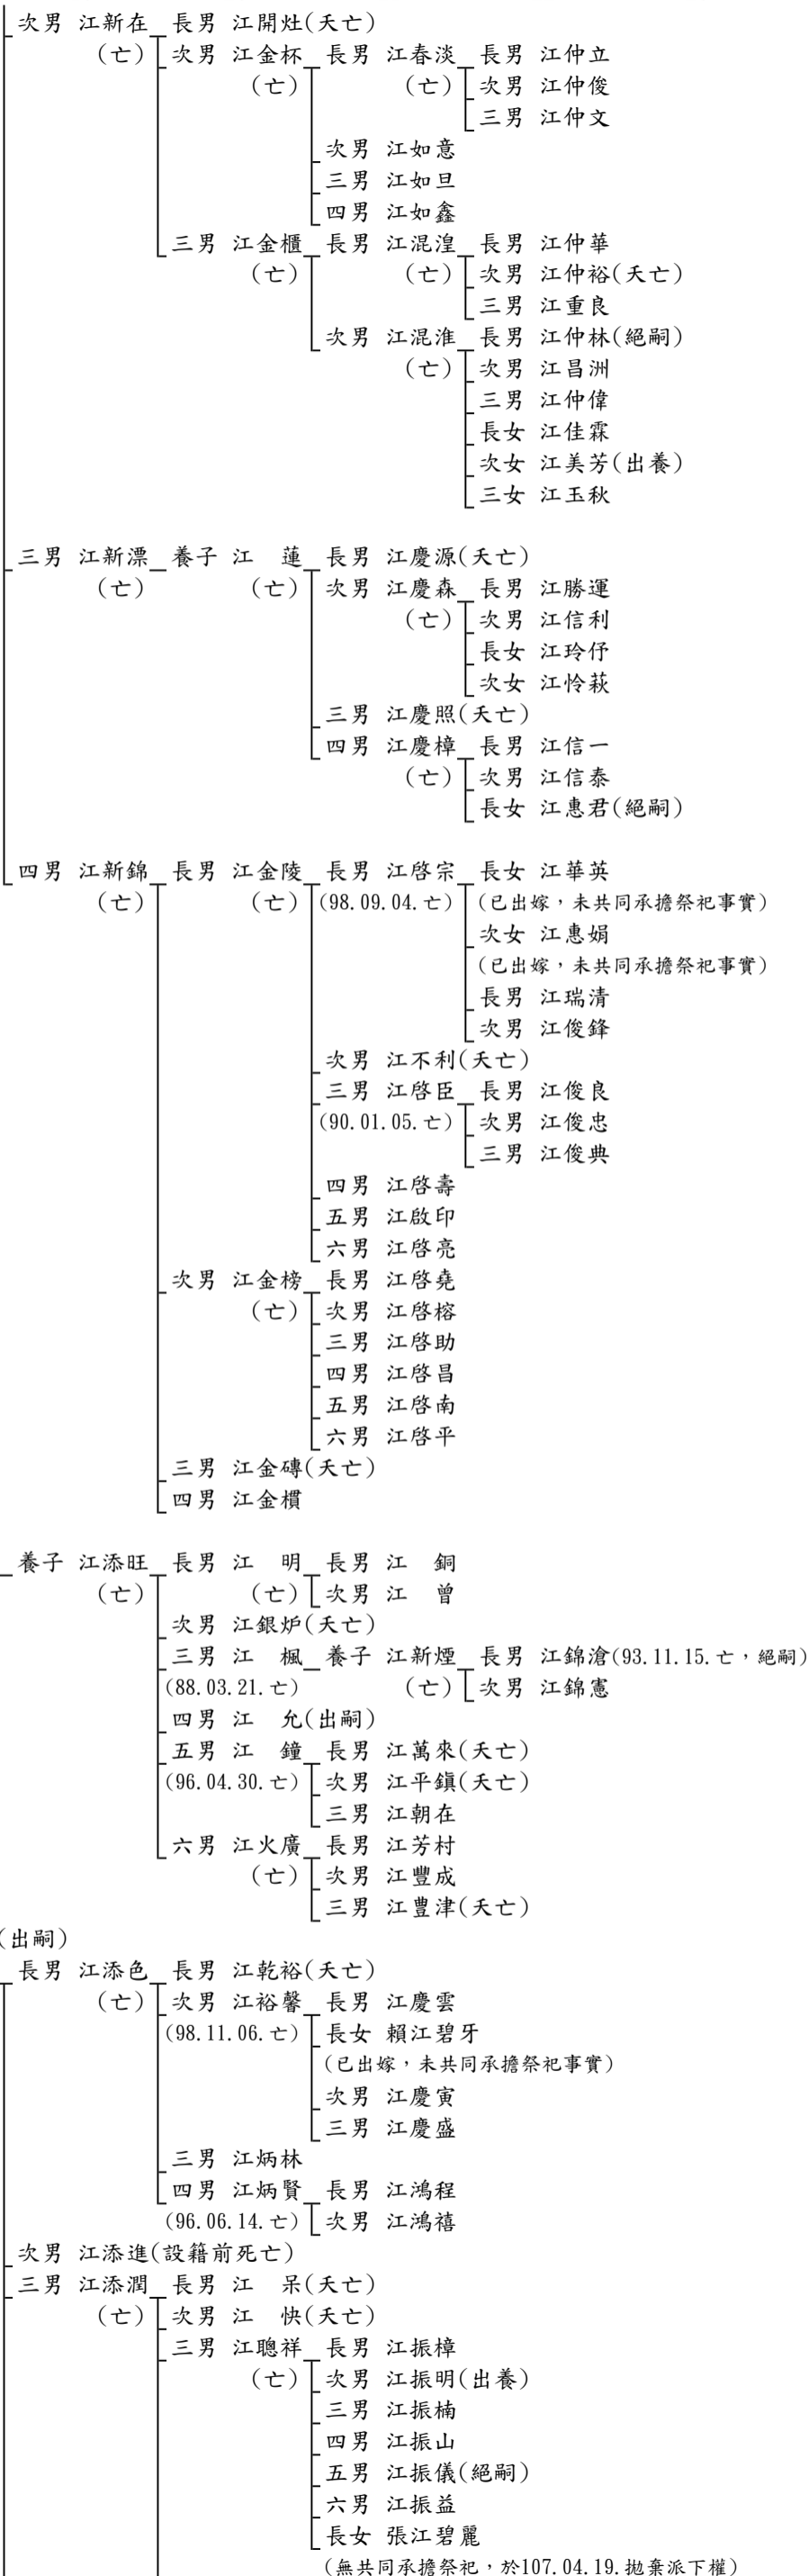 次男 江新在 長男 江開灶(夭亡)
(亡) 次男 江金杯 長男 江春淡 長男 江仲立
(亡) (亡) 次男 江仲俊
三男 江仲文
次男 江如意
三男 江如旦
四男 江如鑫
三男 江金櫃 長男 江混湟 長男 江仲華
(亡) (亡) 次男 江仲裕(夭亡)
三男 江重良
次男 江混淮 長男 江仲林(絕嗣)
(亡) 次男 江昌洲
三男 江仲偉
長女 江佳霖
次女 江美芳(出養)
三女 江玉秋
三男 江新漂 養子 江　蓮 長男 江慶源(夭亡)
(亡) (亡) 次男 江慶森 長男 江勝運
(亡) 次男 江信利
長女 江玲伃
次女 江怜萩
三男 江慶照(夭亡)
四男 江慶樟 長男 江信一
(亡) 次男 江信泰
長女 江惠君(絕嗣)
四男 江新錦 長男 江金陵 長男 江啓宗 長女 江華英
(亡) (亡) (98.09.04.亡) (已出嫁，未共同承擔祭祀事實)
次女 江惠娟
(已出嫁，未共同承擔祭祀事實)
長男 江瑞清
次男 江俊鋒
次男 江不利(夭亡)
三男 江啓臣 長男 江俊良
(90.01.05.亡) 次男 江俊忠
三男 江俊典
四男 江啓壽
五男 江啟印
六男 江啓亮
次男 江金榜 長男 江啓堯
(亡) 次男 江啓榕
三男 江啓助
四男 江啓昌
五男 江啓南
六男 江啓平
三男 江金磚(夭亡)
四男 江金樌
養子 江添旺 長男 江　明 長男 江　銅
(亡) (亡) 次男 江　曾
次男 江銀炉(夭亡)
三男 江　楓 養子 江新煙 長男 江錦滄(93.11.15.亡，絕嗣)
(88.03.21.亡) (亡) 次男 江錦憲
四男 江　允(出嗣)
五男 江　鐘 長男 江萬來(夭亡)
(96.04.30.亡) 次男 江平鎮(夭亡)
三男 江朝在
六男 江火廣 長男 江芳村
(亡) 次男 江豐成
三男 江豊津(夭亡)
(出嗣)
長男 江添色 長男 江乾裕(夭亡)
(亡) 次男 江裕馨 長男 江慶雲
(98.11.06.亡) 長女 賴江碧牙
(已出嫁，未共同承擔祭祀事實)
次男 江慶寅
三男 江慶盛
三男 江炳林
四男 江炳賢 長男 江鴻程
(96.06.14.亡) 次男 江鴻禧
次男 江添進(設籍前死亡)
三男 江添潤 長男 江　呆(夭亡)
(亡) 次男 江　快(夭亡)
三男 江聰祥 長男 江振樟
(亡) 次男 江振明(出養)
三男 江振楠
四男 江振山
五男 江振儀(絕嗣)
六男 江振益
長女 張江碧麗
(無共同承擔祭祀，於107.04.19.拋棄派下權)